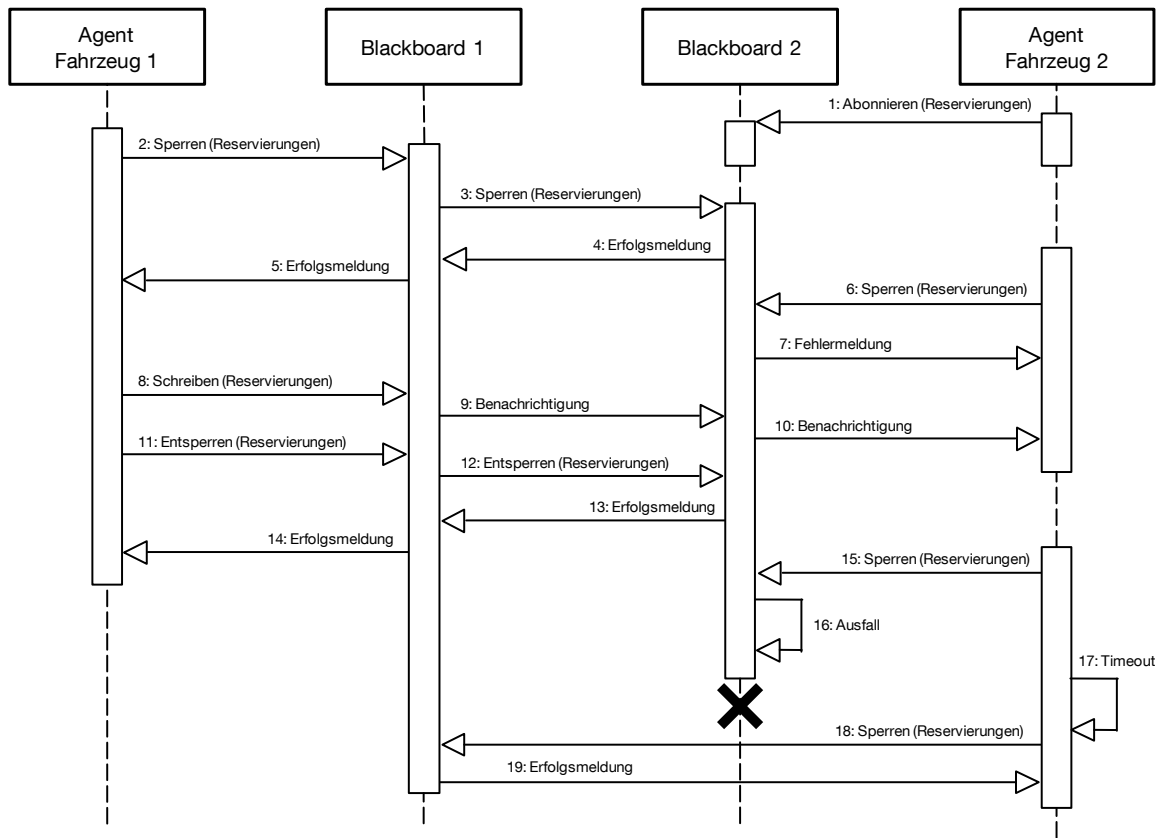 Agent
Fahrzeug 1
Blackboard 1
Blackboard 2
Agent
Fahrzeug 2
1: Abonnieren (Reservierungen)
2: Sperren (Reservierungen)
3: Sperren (Reservierungen)
4: Erfolgsmeldung
5: Erfolgsmeldung
6: Sperren (Reservierungen)
7: Fehlermeldung
8: Schreiben (Reservierungen)
9: Benachrichtigung
10: Benachrichtigung
11: Entsperren (Reservierungen)
12: Entsperren (Reservierungen)
13: Erfolgsmeldung
14: Erfolgsmeldung
15: Sperren (Reservierungen)
16: Ausfall
17: Timeout
18: Sperren (Reservierungen)
19: Erfolgsmeldung